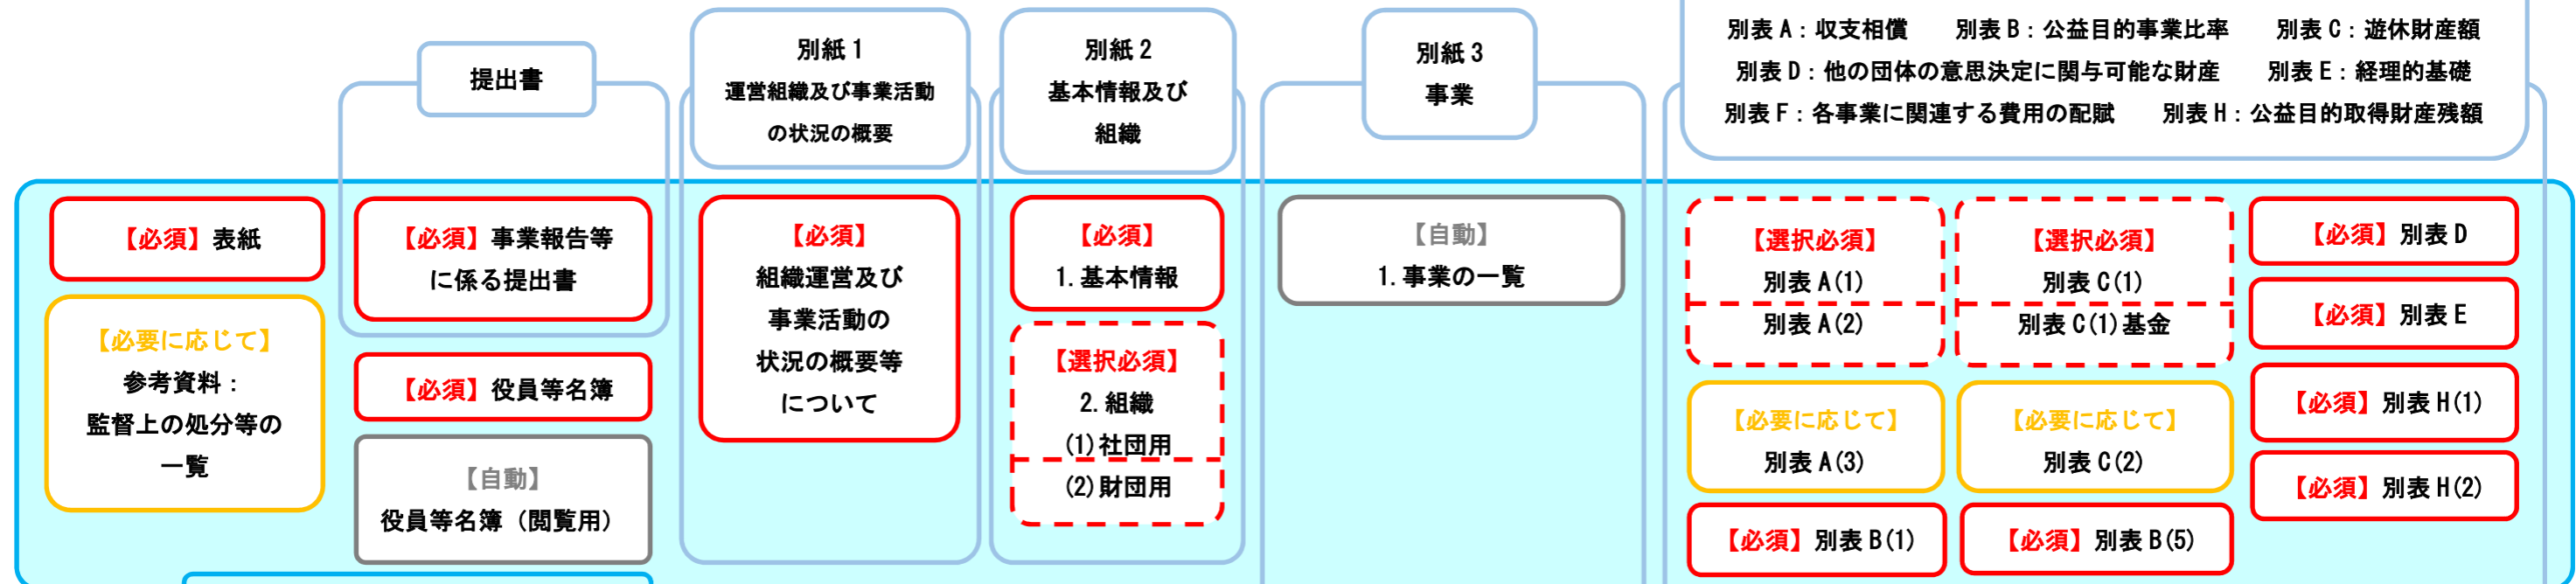 提出書
別紙1
運営組織及び事業活動
の状況の概要
別紙2
基本情報及び
組織
別紙3
事業
別表A：収支相償　　別表B：公益目的事業比率　　別表C：遊休財産額
別表D：他の団体の意思決定に関与可能な財産　　別表E：経理的基礎
別表F：各事業に関連する費用の配賦　　別表H：公益目的取得財産残額
【必須】表紙
【必要に応じて】
参考資料：
監督上の処分等の
一覧
【必須】事業報告等
に係る提出書
【必須】役員等名簿
【自動】
役員等名簿（閲覧用）
【必須】
組織運営及び
事業活動の
状況の概要等
について
【必須】
1.基本情報
【選択必須】
2.組織
(1)社団用
(2)財団用
【自動】
1.事業の一覧
【選択必須】
別表A(1)
別表A(2)
【必要に応じて】
別表A(3)
【必須】別表B(1)
【選択必須】
別表C(1)
別表C(1)基金
【必要に応じて】
別表C(2)
【必須】別表B(5)
【必須】別表D
【必須】別表E
【必須】別表H(1)
【必須】別表H(2)